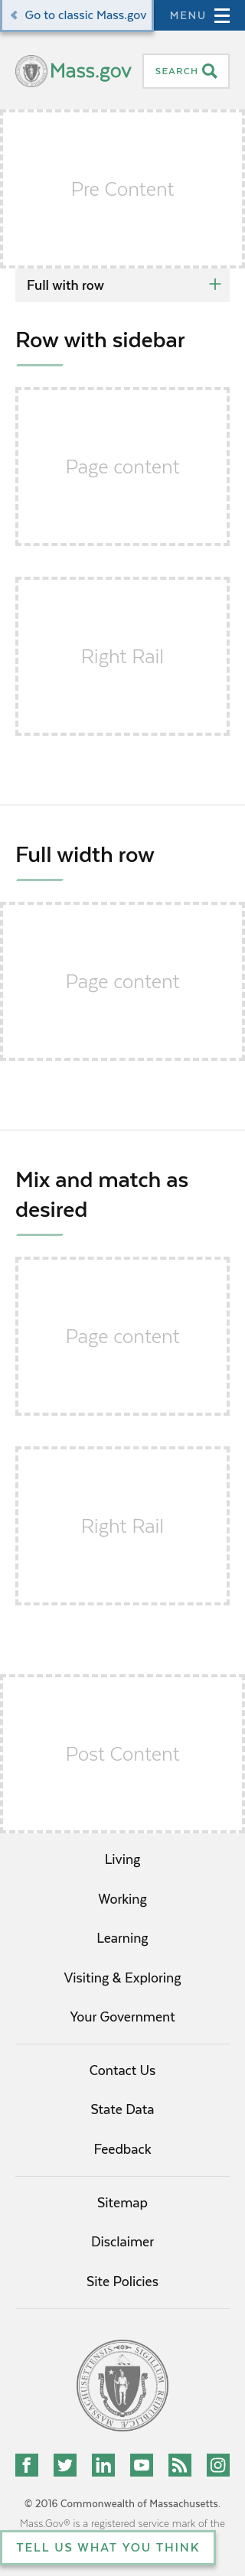 Go to classic Mass.gov
MENU
Mass.gov
SEARCH
Pre Content
Full with row
Row with sidebar
Page content
Right Rail
Full width row
Page content
Mix and match as
desired
Page content
Right Rail
Post Content
Living
Working
Learning
Visiting & Exploring
Your Government
Contact Us
State Data
Feedback
Sitemap
Disclaimer
Site Policies
© 2016 Commonwealth of Massachusetts.
Mass.Gov® is a registered service mark of the
TELL US WHAT YOU THINK